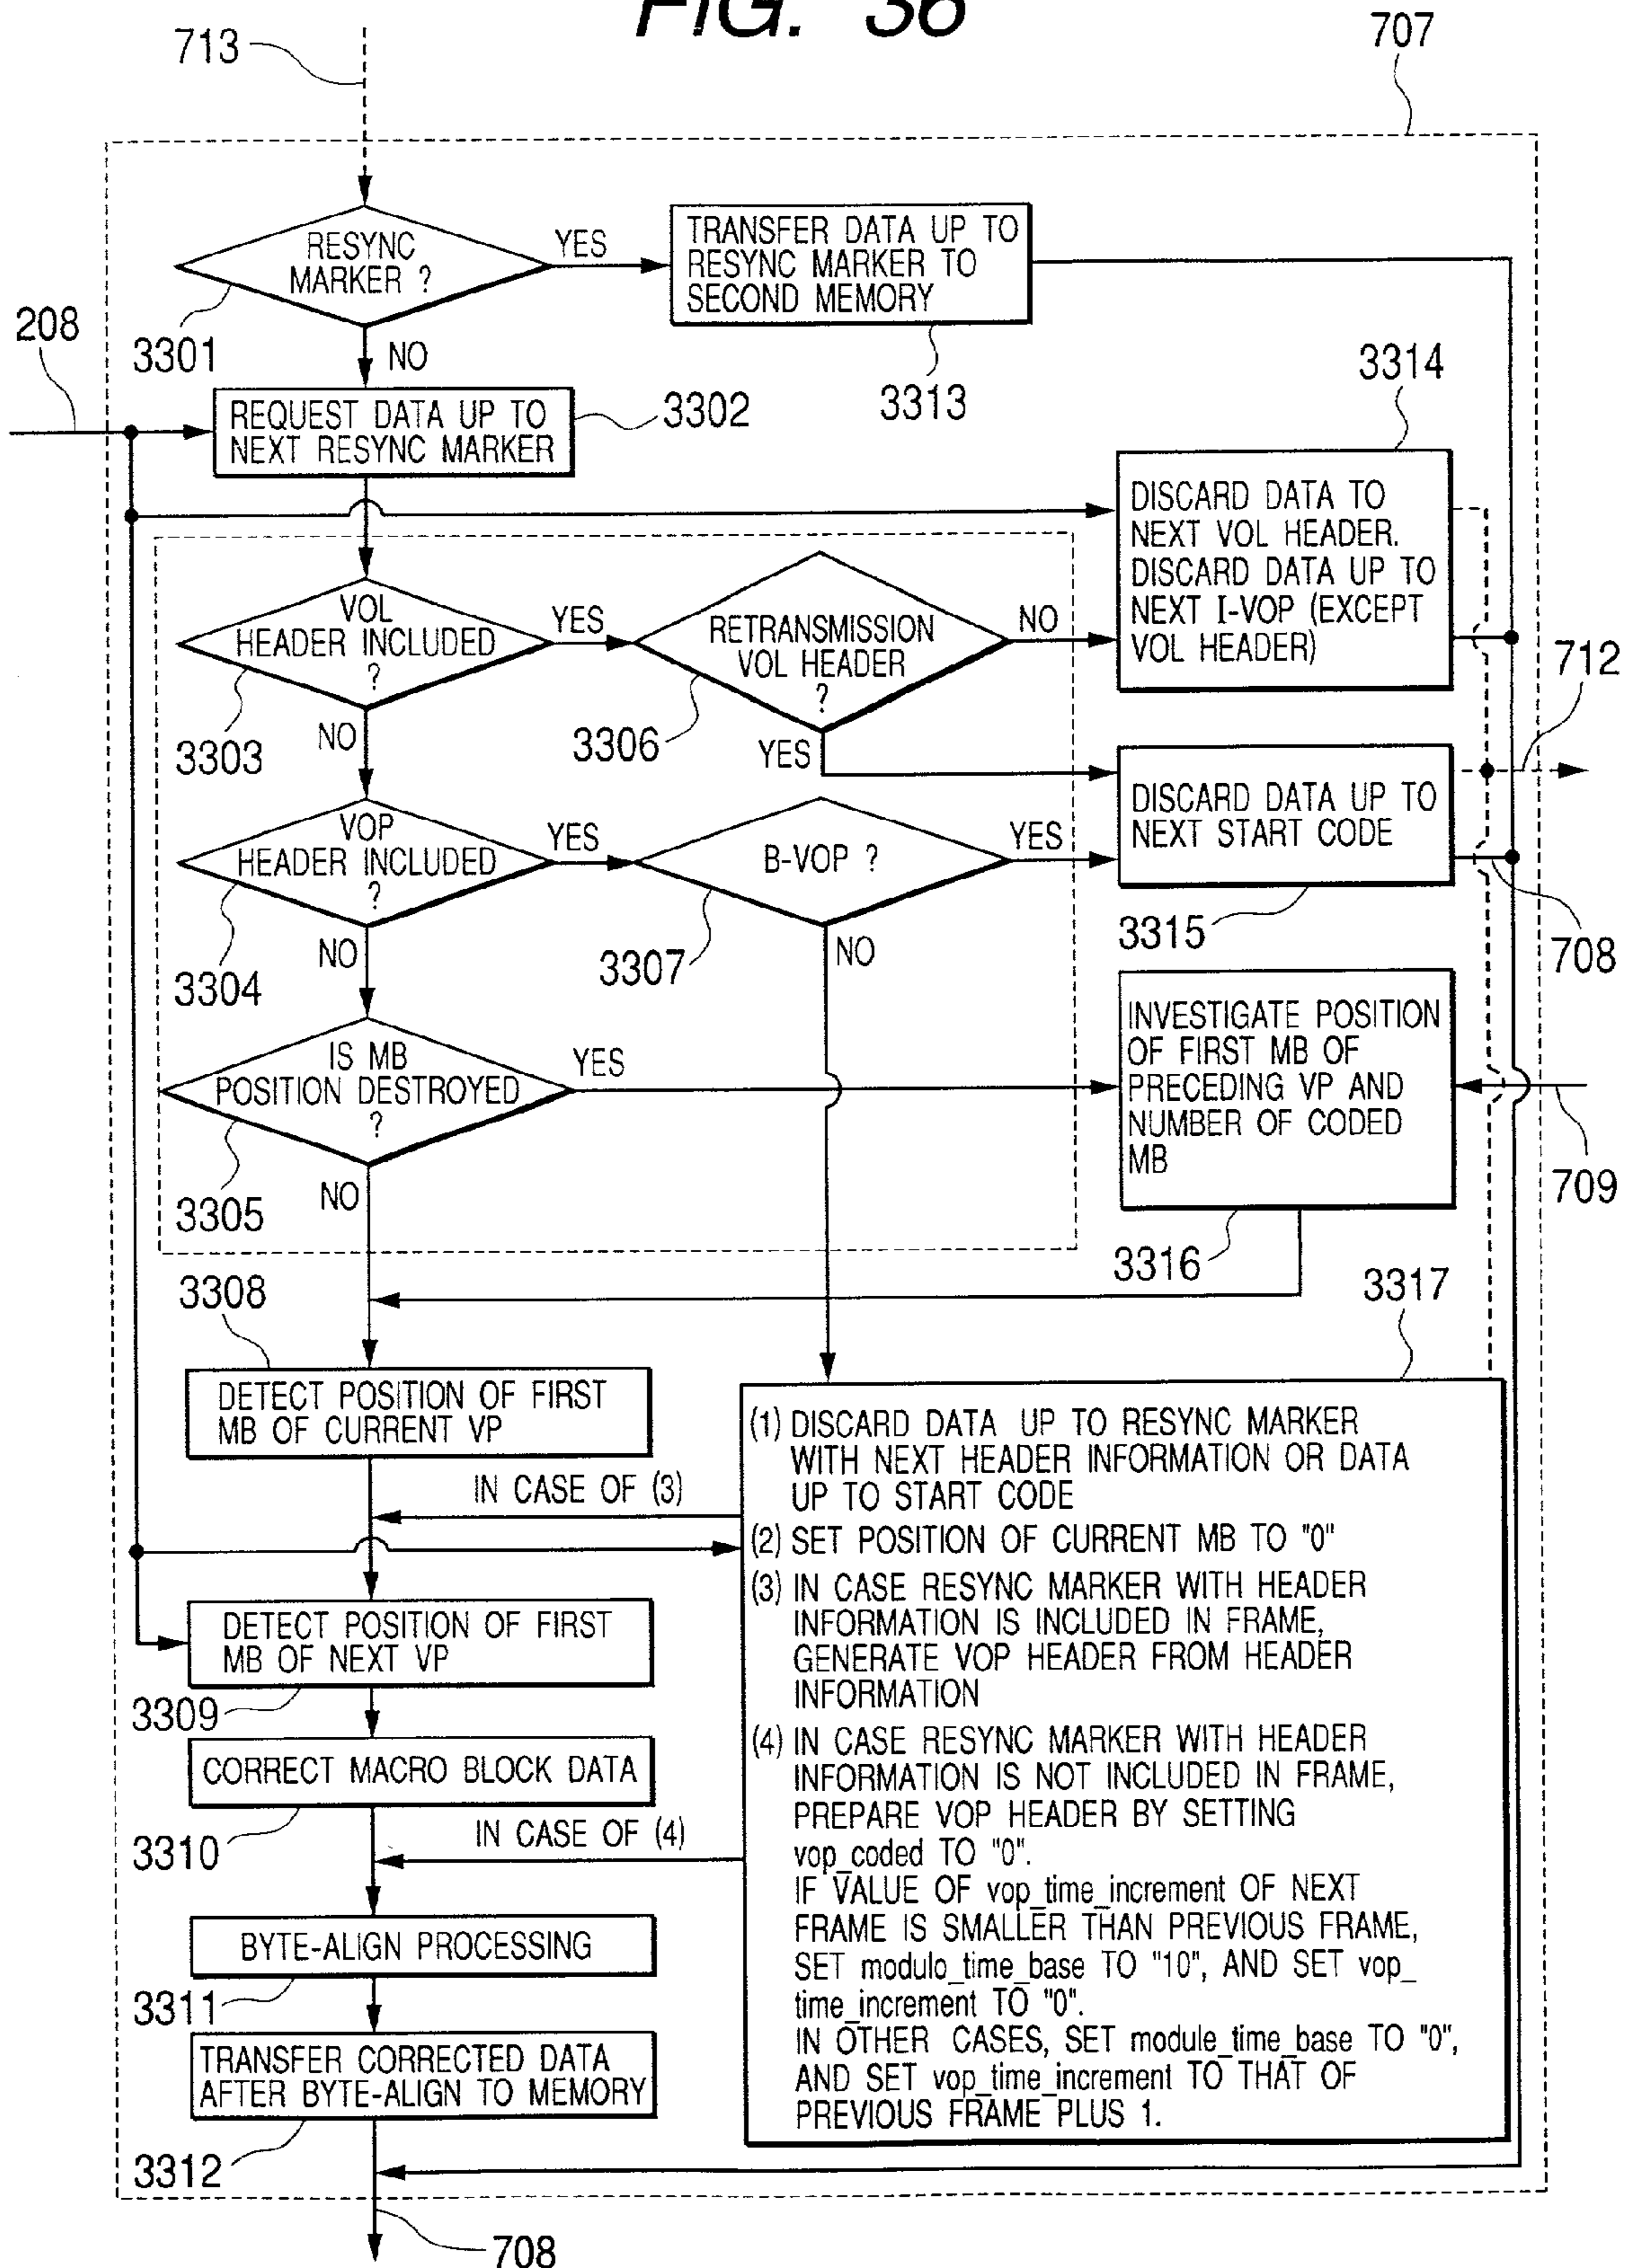 FIG. 36
713
707
RESYNC
MARKER ?
YES
TRANSFER DATA UP TO
RESYNC MARKER TO
SECOND MEMORY
208
3301
NO
3313
3314
REQUEST DATA UP TO
NEXT RESYNC MARKER
3302
DISCARD DATA TO
NEXT VOL HEADER.
DISCARD DATA UP TO
NEXT I-VOP (EXCEPT
VOL HEADER)
VOL
HEADER INCLUDED
?
YES
RETRANSMISSION
VOL HEADER
?
NO
712
3303
NO
3306
YES
DISCARD DATA UP TO
NEXT START CODE
VOP
HEADER INCLUDED
?
YES
B-VOP ?
YES
3315
708
3304
NO
3307
NO
INVESTIGATE POSITION
OF FIRST MB OF
PRECEDING VP AND
NUMBER OF CODED
MB
IS MB
POSITION DESTROYED
?
YES
709
3305
NO
3316
3308
3317
DETECT POSITION OF FIRST
MB OF CURRENT VP
IN CASE OF (3)
(1) DISCARD DATA UP TO RESYNC MARKER
WITH NEXT HEADER INFORMATION OR DATA
UP TO START CODE
(2) SET POSITION OF CURRENT MB TO "0"
(3) IN CASE RESYNC MARKER WITH HEADER
INFORMATION IS INCLUDED IN FRAME,
GENERATE VOP HEADER FROM HEADER
INFORMATION
(4) IN CASE RESYNC MARKER WITH HEADER
INFORMATION IS NOT INCLUDED IN FRAME,
PREPARE VOP HEADER BY SETTING
vop_coded TO "0".
IF VALUE OF vop_time_increment OF NEXT
FRAME IS SMALLER THAN PREVIOUS FRAME,
SET modulo_time_base TO "10", AND SET vop_
time_increment TO "0".
IN OTHER CASES, SET module_time_base TO "0",
AND SET vop_time_increment TO THAT OF
PREVIOUS FRAME PLUS 1.
DETECT POSITION OF FIRST
MB OF NEXT VP
3309
CORRECT MACRO BLOCK DATA
3310
IN CASE OF (4)
BYTE-ALIGN PROCESSING
3311
TRANSFER CORRECTED DATA
AFTER BYTE-ALIGN TO MEMORY
3312
708